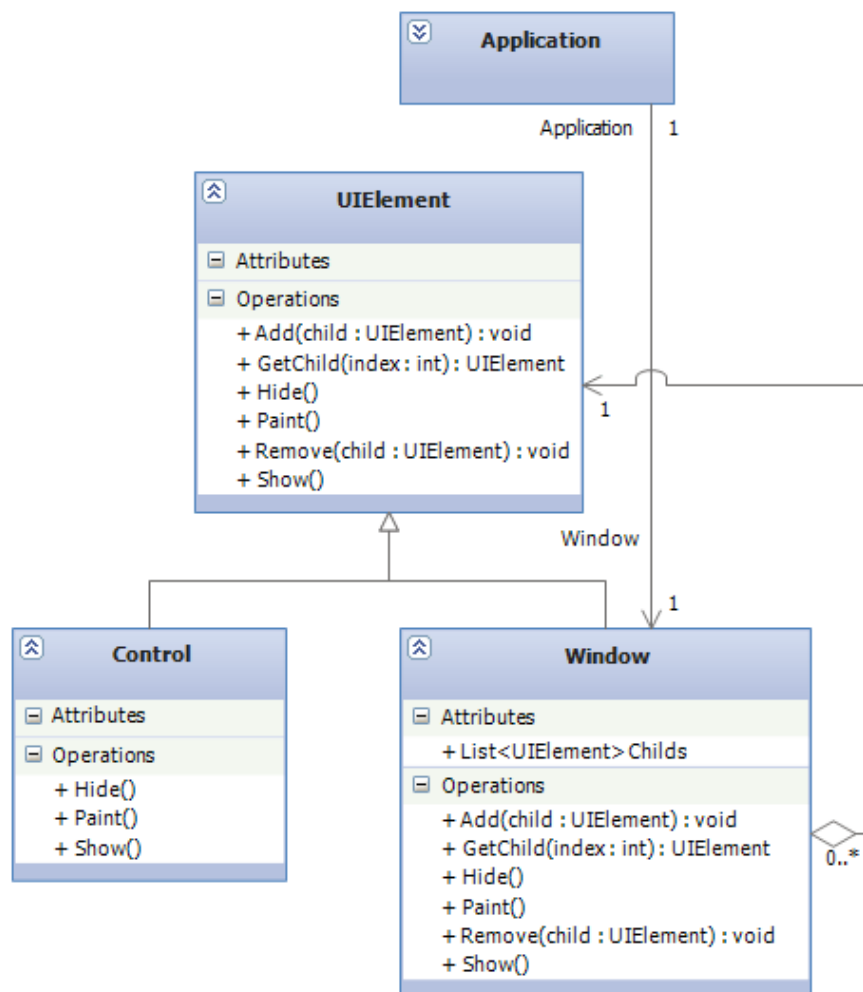 Application
Application 1
UIElement
Attributes
Operations
+ Add(child : UIElement) : void
+ GetChild(index : int) : UIElement
+ Hide()
+ Paint()
+ Remove(child : UIElement) : void
+ Show()
1
Window
1
Control
Attributes
Operations
+ Hide()
+ Paint()
+ Show()
Window
Attributes
+ List<UIElement> Childs
Operations
+ Add(child : UIElement) : void
+ GetChild(index : int) : UIElement
+ Hide()
+ Paint()
+ Remove(child : UIElement) : void
+ Show()
0..*